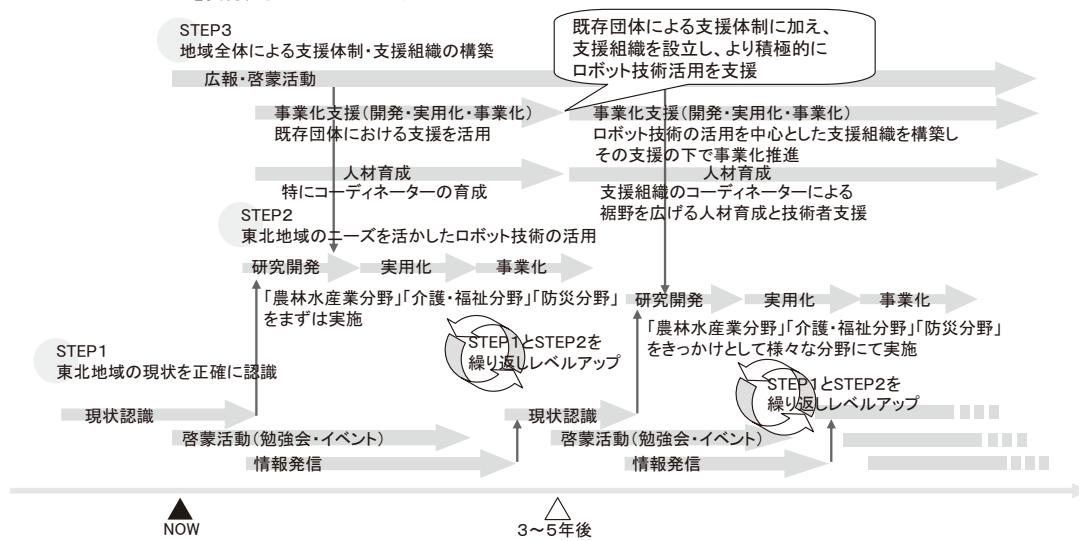 STEP3
地域全体による支援体制・支援組織の構築
既存団体による支援体制に加え、
支援組織を設立し、より積極的に
ロボット技術活用を支援
広報・啓蒙活動
事業化支援(開発・実用化・事業化)
既存団体における支援を活用
事業化支援(開発・実用化・事業化)
ロボット技術の活用を中心とした支援組織を構築し
その支援の下で事業化推進
人材育成
特にコーディネーターの育成
人材育成
支援組織のコーディネーターによる
裾野を広げる人材育成と技術者支援
STEP2
東北地域のニーズを活かしたロボット技術の活用
研究開発
実用化
事業化
「農林水産業分野」「介護・福祉分野」「防災分野」
をまずは実施
研究開発
実用化
事業化
「農林水産業分野」「介護・福祉分野」「防災分野」
をきっかけとして様々な分野にて実施
STEP1とSTEP2を
繰り返しレベルアップ
STEP1とSTEP2を
繰り返しレベルアップ
STEP1
東北地域の現状を正確に認識
現状認識
現状認識
啓蒙活動(勉強会・イベント)
啓蒙活動(勉強会・イベント)
情報発信
情報発信
NOW
3～5年後